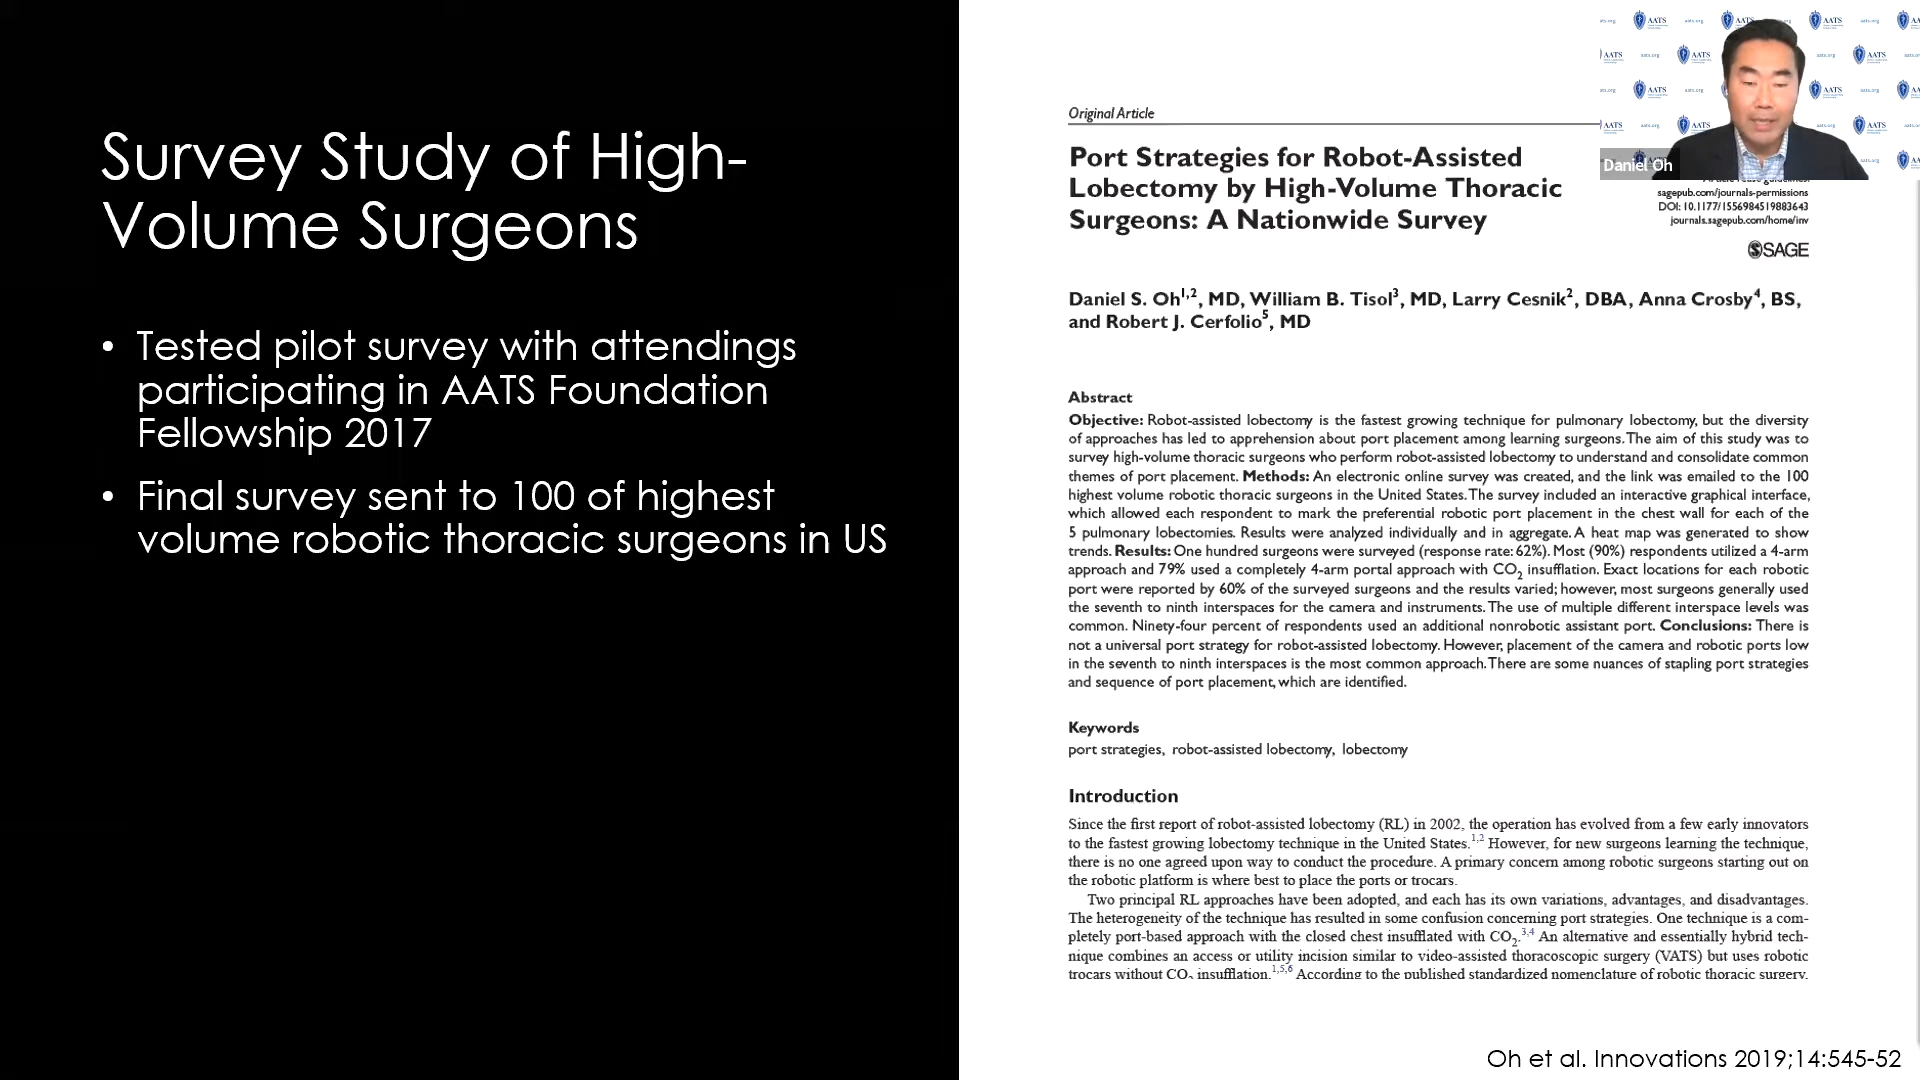 Survey Study of High-
Volume Surgeons
• Tested pilot survey with attendings
participating in AATS Foundation
Fellowship 2017
• Final survey sent to 100 of highest
volume robotic thoracic surgeons in US
AATS
aats.org
Daniel Oh
Original Article
Port Strategies for Robot-Assisted
Lobectomy by High-Volume Thoracic
Surgeons: A Nationwide Survey
sagepub.com/journals-permissions
DOI: 10.1177/1556984519883643
journals.sagepub.com/home/inv
SAGE
Daniel S. Oh1,2, MD, William B. Tisol3, MD, Larry Cesnik2, DBA, Anna Crosby4, BS,
and Robert J. Cerfolio5, MD
Abstract
Objective: Robot-assisted lobectomy is the fastest growing technique for pulmonary lobectomy, but the diversity
of approaches has led to apprehension about port placement among learning surgeons. The aim of this study was to
survey high-volume thoracic surgeons who perform robot-assisted lobectomy to understand and consolidate common
themes of port placement. Methods: An electronic online survey was created, and the link was emailed to the 100
highest volume robotic thoracic surgeons in the United States. The survey included an interactive graphical interface,
which allowed each respondent to mark the preferential robotic port placement in the chest wall for each of the
5 pulmonary lobectomies. Results were analyzed individually and in aggregate. A heat map was generated to show
trends. Results: One hundred surgeons were surveyed (response rate: 62%). Most (90%) respondents utilized a 4-arm
approach and 79% used a completely 4-arm portal approach with CO2 insufflation. Exact locations for each robotic
port were reported by 60% of the surveyed surgeons and the results varied; however, most surgeons generally used
the seventh to ninth interspaces for the camera and instruments. The use of multiple different interspace levels was
common. Ninety-four percent of respondents used an additional nonrobotic assistant port. Conclusions: There is
not a universal port strategy for robot-assisted lobectomy. However, placement of the camera and robotic ports low
in the seventh to ninth interspaces is the most common approach. There are some nuances of stapling port strategies
and sequence of port placement, which are identified.
Keywords
port strategies, robot-assisted lobectomy, lobectomy
Introduction
Since the first report of robot-assisted lobectomy (RL) in 2002, the operation has evolved from a few early innovators
to the fastest growing lobectomy technique in the United States.1,2 However, for new surgeons learning the technique,
there is no one agreed upon way to conduct the procedure. A primary concern among robotic surgeons starting out on
the robotic platform is where best to place the ports or trocars.
Two principal RL approaches have been adopted, and each has its own variations, advantages, and disadvantages.
The heterogeneity of the technique has resulted in some confusion concerning port strategies. One technique is a com-
pletely port-based approach with the closed chest insufflated with CO2.3,4 An alternative and essentially hybrid tech-
nique combines an access or utility incision similar to video-assisted thoracoscopic surgery (VATS) but uses robotic
trocars without CO2 insufflation.1,5,6 According to the published standardized nomenclature of robotic thoracic surgery,
Oh et al. Innovations 2019;14:545-52